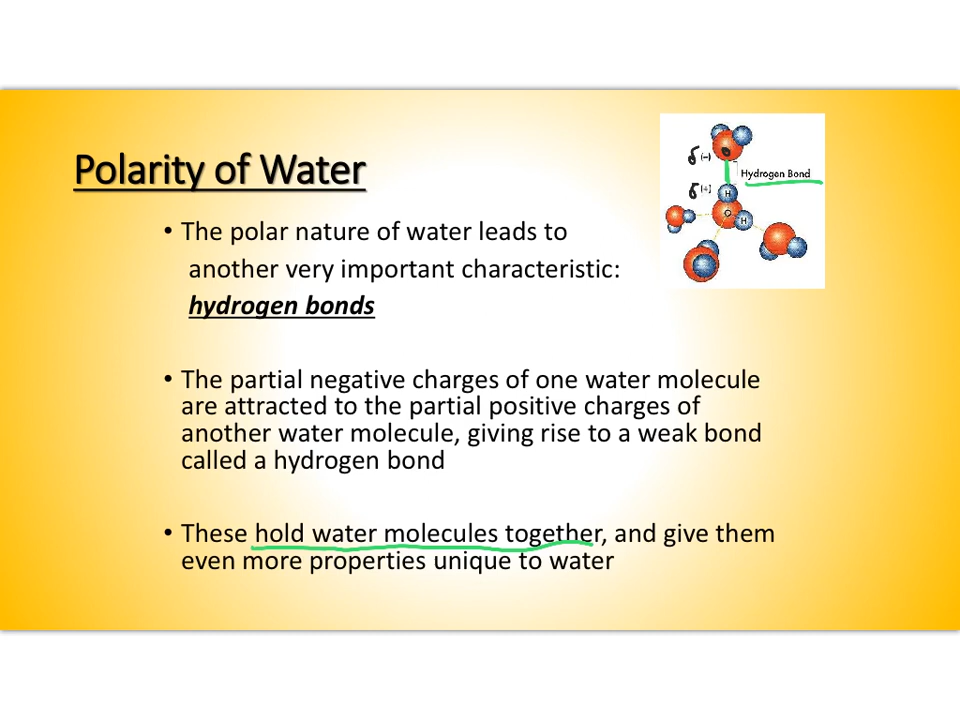 Polarity of Water
• The polar nature of water leads to
another very important characteristic:
hydrogen bonds
• The partial negative charges of one water molecule
are attracted to the partial positive charges of
another water molecule, giving rise to a weak bond
called a hydrogen bond
• These hold water molecules together, and give them
even more properties unique to water
δ (-)
O
Hydrogen Bond
δ (+)
H
O
H